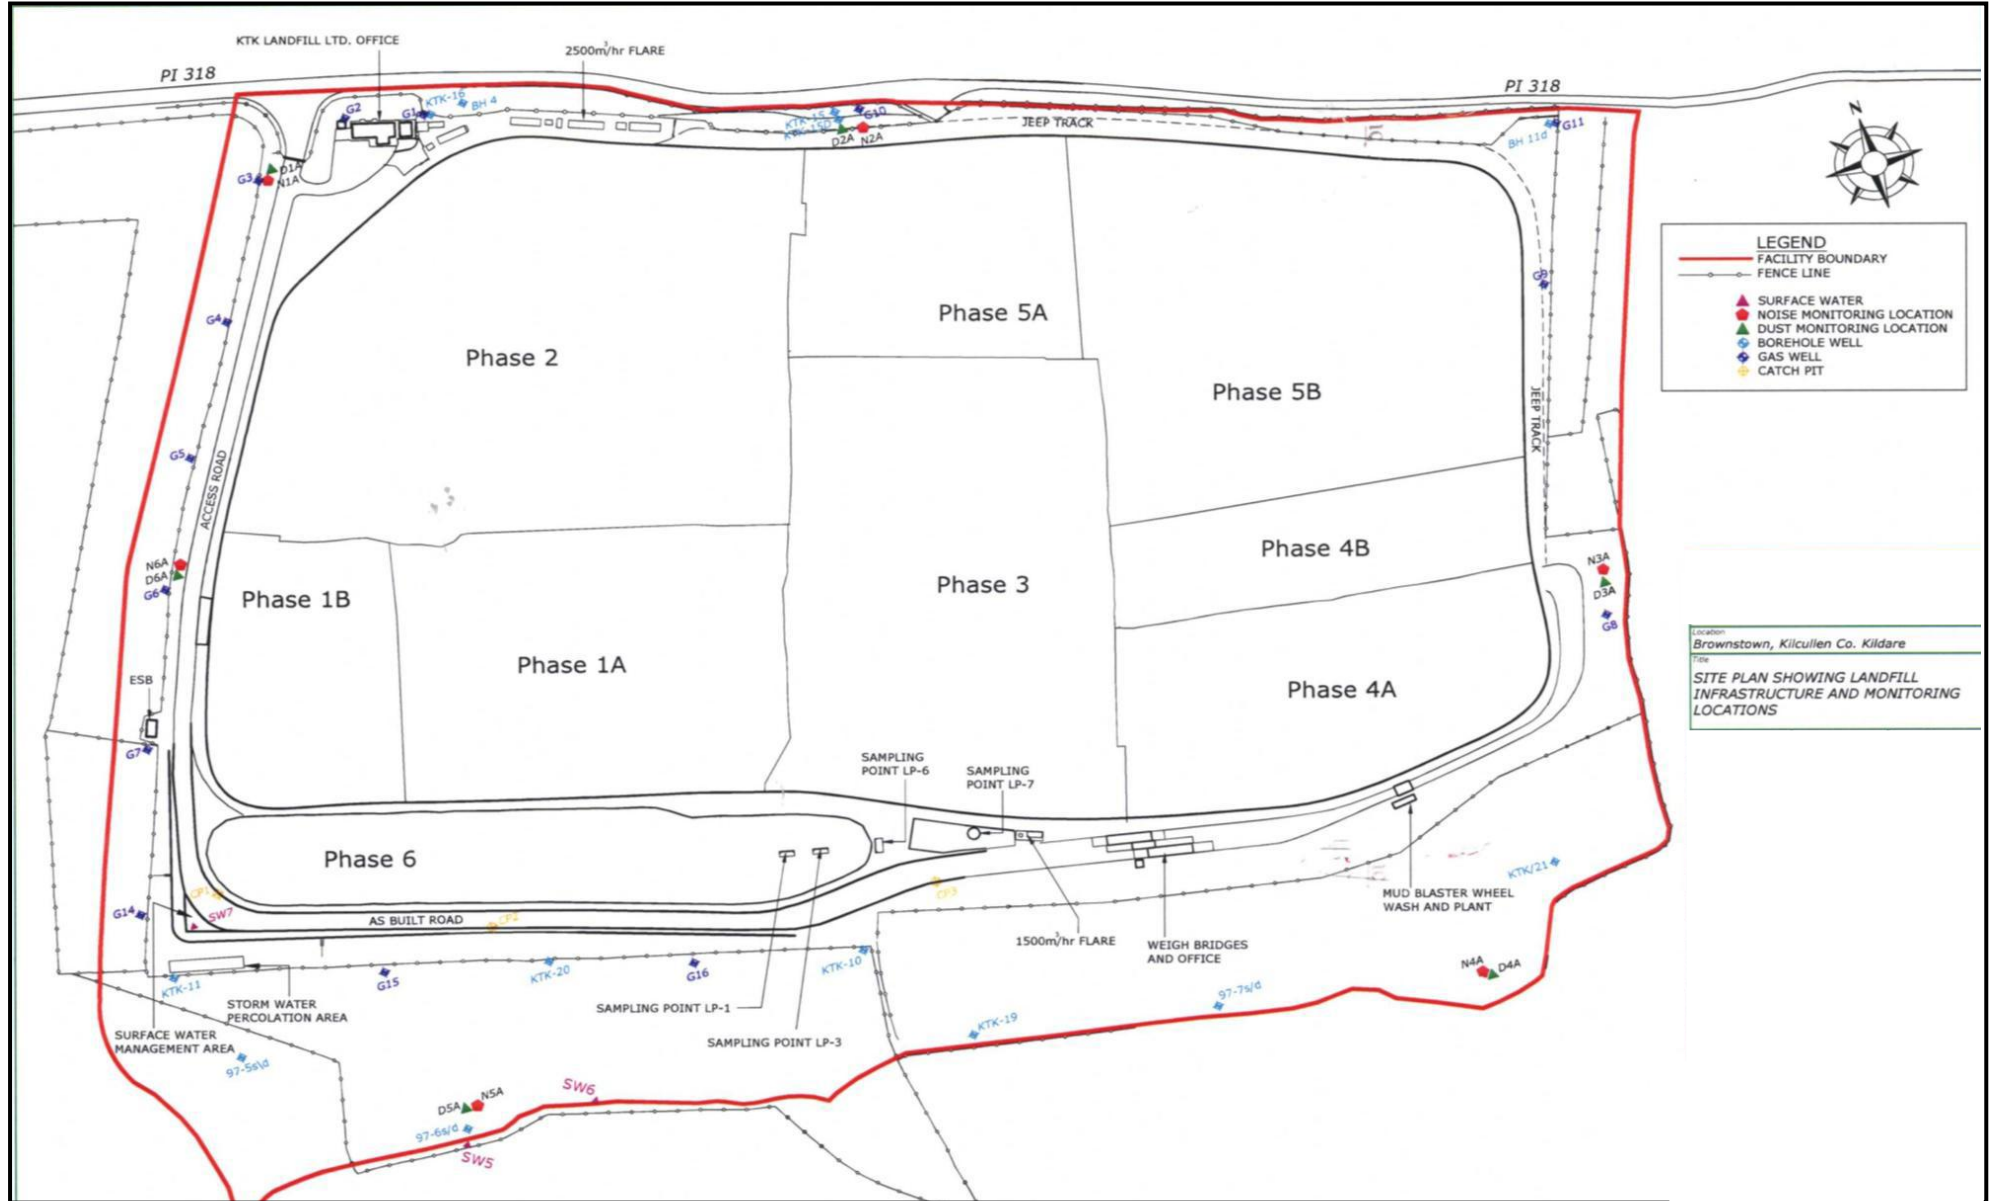 KTK LANDFILL LTD. OFFICE
2500m³/hr FLARE
PI 318
PI 318
N
G2
G1
KTK-16
BH 4
KTK-15
KTK-15D
G10
D2A
N2A
JEEP TRACK
BH 11d
G11
G3
D1A
N1A
G4
G5
ACCESS ROAD
Phase 2
Phase 5A
Phase 5B
G9
JEEP TRACK
LEGEND
FACILITY BOUNDARY
FENCE LINE
SURFACE WATER
NOISE MONITORING LOCATION
DUST MONITORING LOCATION
BOREHOLE WELL
GAS WELL
CATCH PIT
N6A
D6A
G6
Phase 1B
Phase 1A
Phase 3
Phase 4B
Phase 4A
N3A
D3A
G8
Location
Brownstown, Kilcullen Co. Kildare
Title
SITE PLAN SHOWING LANDFILL
INFRASTRUCTURE AND MONITORING
LOCATIONS
ESB
G7
SAMPLING
POINT LP-6
SAMPLING
POINT LP-7
Phase 6
CP1
SW7
G14
AS BUILT ROAD
CP2
CP3
MUD BLASTER WHEEL
WASH AND PLANT
KTK/21
1500m³/hr FLARE
WEIGH BRIDGES
AND OFFICE
KTK-11
G15
KTK-20
G16
KTK-10
N4A
D4A
STORM WATER
PERCOLATION AREA
SAMPLING POINT LP-1
97-7s/d
KTK-19
SURFACE WATER
MANAGEMENT AREA
SAMPLING POINT LP-3
97-5s\d
D5A
N5A
SW6
97-6s/d
SW5